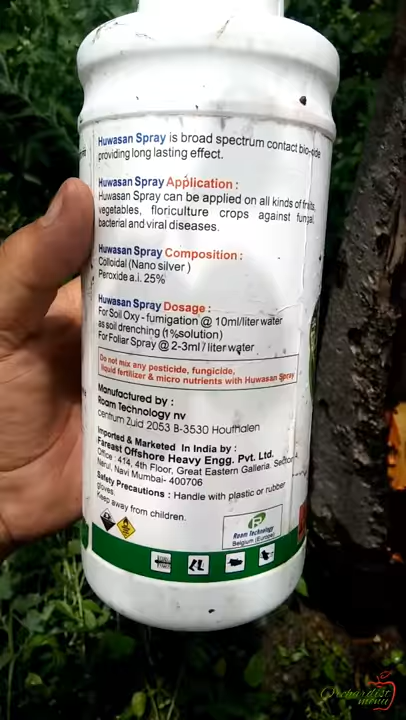 Huwasan Spray is broad spectrum contact bio-cide
providing long lasting effect.
Huwasan Spray Application :
Huwasan Spray can be applied on all kinds of fruits,
vegetables, floriculture crops against fungal,
bacterial and viral diseases.
Huwasan Spray Composition :
Colloidal (Nano silver )
Peroxide a.i. 25%
Huwasan Spray Dosage :
For Soil Oxy - fumigation @ 10ml/liter water
as soil drenching (1%solution)
For Foliar Spray @ 2-3ml / liter water
Do not mix any pesticide, fungicide,
liquid fertilizer & micro nutrients with Huwasan Spray
Manufactured by :
Roam Technology nv
centrum Zuid 2053 B-3530 Houthalen
Imported & Marketed In India by :
Fareast Offshore Heavy Engg. Pvt. Ltd.
Office : 414, 4th Floor, Great Eastern Galleria. Section 4,
Nerul, Navi Mumbai- 400706
Safety Precautions : Handle with plastic or rubber
gloves.
Keep away from children.
Roam Technology
Belgium (Europe)
Orchardist
menu